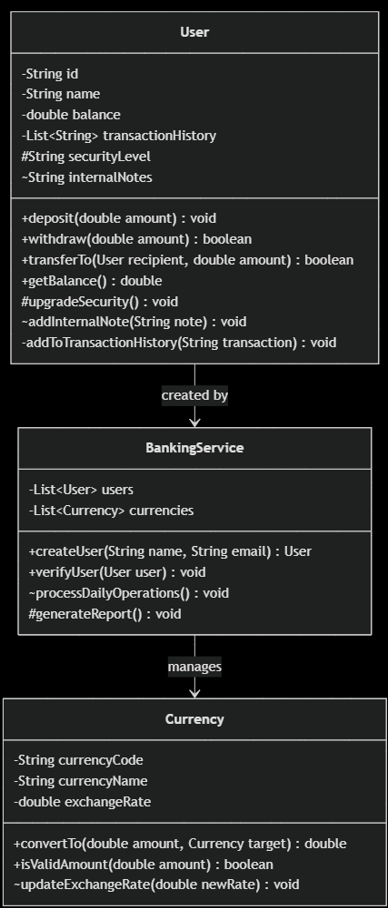 User
-String id
-String name
-double balance
-List<String> transactionHistory
#String securityLevel
~String internalNotes
+deposit(double amount) : void
+withdraw(double amount) : boolean
+transferTo(User recipient, double amount) : boolean
+getBalance() : double
#upgradeSecurity() : void
~addInternalNote(String note) : void
-addToTransactionHistory(String transaction) : void
created by
BankingService
-List<User> users
-List<Currency> currencies
+createUser(String name, String email) : User
+verifyUser(User user) : void
~processDailyOperations() : void
#generateReport() : void
manages
Currency
-String currencyCode
-String currencyName
-double exchangeRate
+convertTo(double amount, Currency target) : double
+isValidAmount(double amount) : boolean
~updateExchangeRate(double newRate) : void